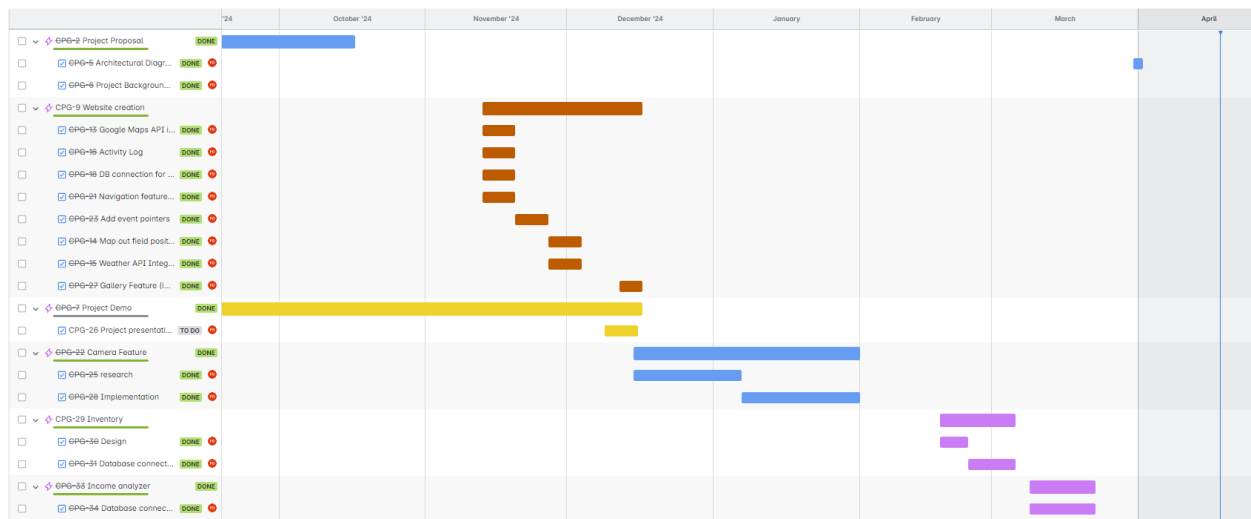 '24 October '24 November '24 December '24 January February March April
CPG-2 Project Proposal DONE
CPG-5 Architectural Diagr... DONE
CPG-6 Project Backgroun... DONE
CPG-9 Website creation
CPG-13 Google Maps API i... DONE
CPG-16 Activity Log DONE
CPG-18 DB connection for ... DONE
CPG-21 Navigation feature... DONE
CPG-23 Add event pointers DONE
CPG-14 Map out field posit... DONE
CPG-15 Weather API Integ... DONE
CPG-27 Gallery Feature (i... DONE
CPG-7 Project Demo DONE
CPG-26 Project presentati... TO DO
CPG-22 Camera Feature DONE
CPG-25 research DONE
CPG-28 Implementation DONE
CPG-29 Inventory
CPG-30 Design DONE
CPG-31 Database connect... DONE
CPG-33 Income analyzer DONE
CPG-34 Database connec... DONE